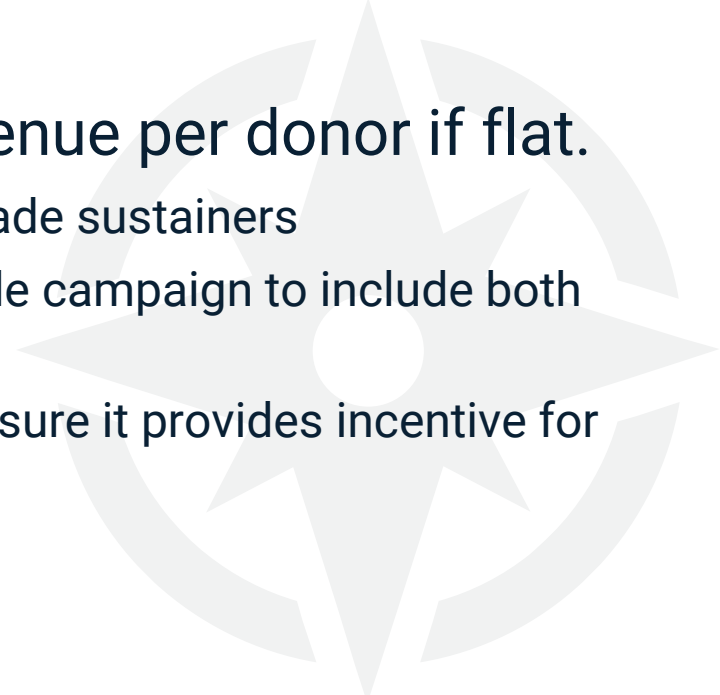 enue per donor if flat.
ade sustainers
le campaign to include both
sure it provides incentive for